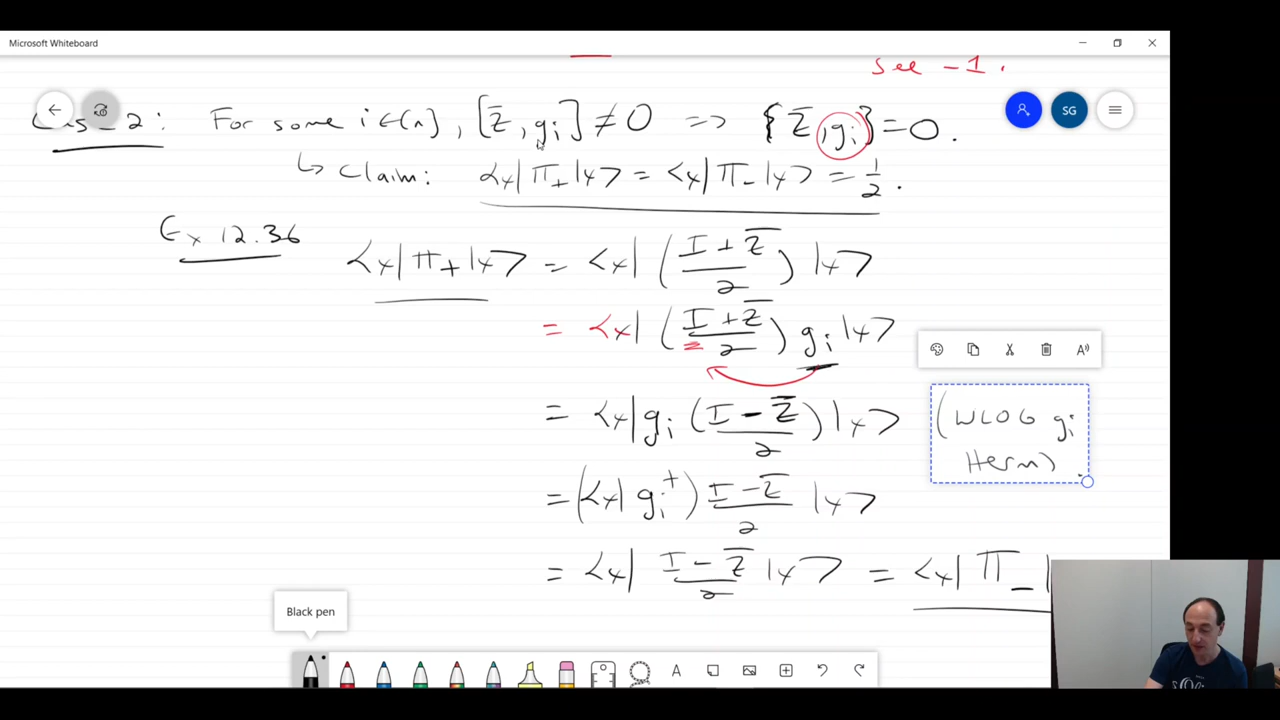 Microsoft Whiteboard
see -1.
2: For some i∈[n], [Z̄, gᵢ] ≠ 0 => {Z̄, gᵢ} = 0.
SG
↳ Claim: <x| Π₊ |x> = <x| Π₋ |x> = 1/2.
Ex 12.36
<x| Π₊ |x> = <x| (I + Z̄ / 2) |x>
= <x| (I + Z̄ / 2) gᵢ |x>
= <x| gᵢ (I - Z̄ / 2) |x>
(WLOG gᵢ
Herm)
= (<x| gᵢ†) I - Z̄ / 2 |x>
= <x| I - Z̄ / 2 |x> = <x| Π₋ |
Black pen